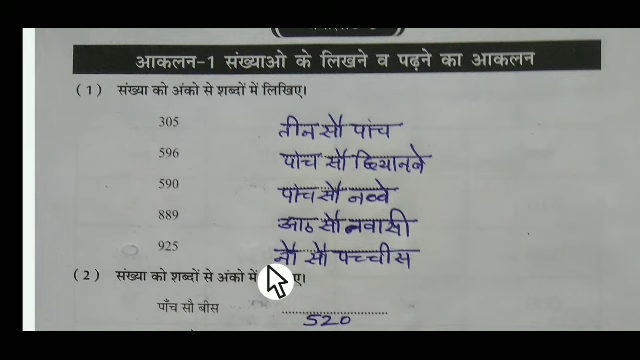 आकलन-1 संख्याओ के लिखने व पढ़ने का आकलन
(1) संख्या को अंको से शब्दों में लिखिए।
305 तीन सौ पांच
596 पांच सौ छियानवे
590 पांच सौ नव्वे
889 आठ सौ नवासी
925 नौ सौ पच्चीस
(2) संख्या को शब्दों से अंको में ए।
पाँच सौ बीस 520